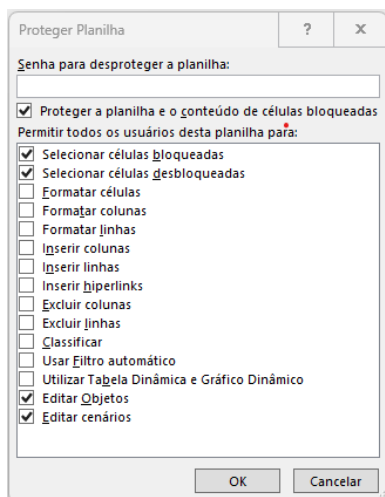 Proteger Planilha ? x
Senha para desproteger a planilha:
Proteger a planilha e o conteúdo de células bloqueadas
Permitir todos os usuários desta planilha para:
Selecionar células bloqueadas
Selecionar células desbloqueadas
Formatar células
Formatar colunas
Formatar linhas
Inserir colunas
Inserir linhas
Inserir hiperlinks
Excluir colunas
Excluir linhas
Classificar
Usar Filtro automático
Utilizar Tabela Dinâmica e Gráfico Dinâmico
Editar Objetos
Editar cenários
OK Cancelar